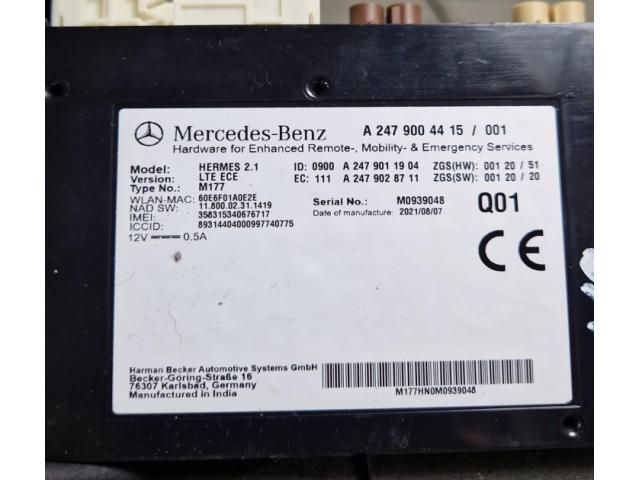 Mercedes-Benz A 247 900 44 15 / 001
Hardware for Enhanced Remote-, Mobility- & Emergency Services
Model: HERMES 2.1 ID: 0900 A 247 901 19 04 ZGS(HW): 001 20 / 51
Version: LTE ECE EC: 111 A 247 902 87 11 ZGS(SW): 001 20 / 20
Type No.: M177
WLAN-MAC: 60E6F01A0E2E Serial No.: M0939048 Q01
NAD SW: 11.800.02.31.1419
IMEI: 358315340676717 Date of manufacture: 2021/08/07
ICCID: 89314404000997740775
12V 0.5A
CE
Harman Becker Automotive Systems GmbH
Becker-Göring-Straße 16
76307 Karlsbad, Germany
Manufactured in India
M177HN0M0939048